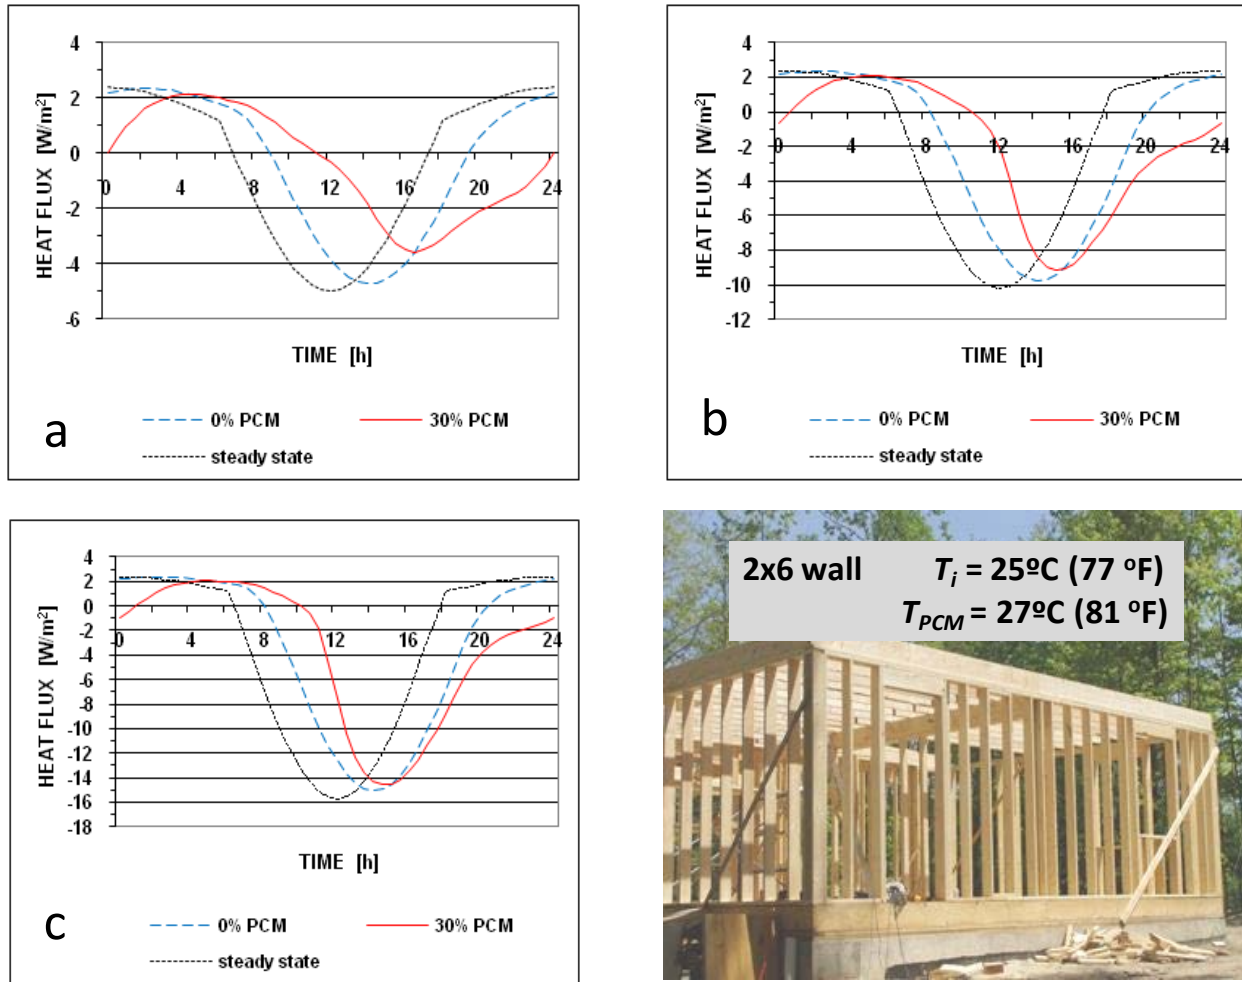 4
2
0
-2
-4
-6
HEAT FLUX [W/m²]
0 4 8 12 16 20 24
TIME [h]
0% PCM 30% PCM
steady state
a
4
2
0
-2
-4
-6
-8
-10
-12
HEAT FLUX [W/m²]
0 4 8 12 16 20 24
TIME [h]
0% PCM 30% PCM
steady state
b
4
2
0
-2
-4
-6
-8
-10
-12
-14
-16
-18
HEAT FLUX [W/m²]
0 4 8 12 16 20 24
TIME [h]
0% PCM 30% PCM
steady state
c
2x6 wall Ti = 25ºC (77 ºF)
TPCM = 27ºC (81 ºF)